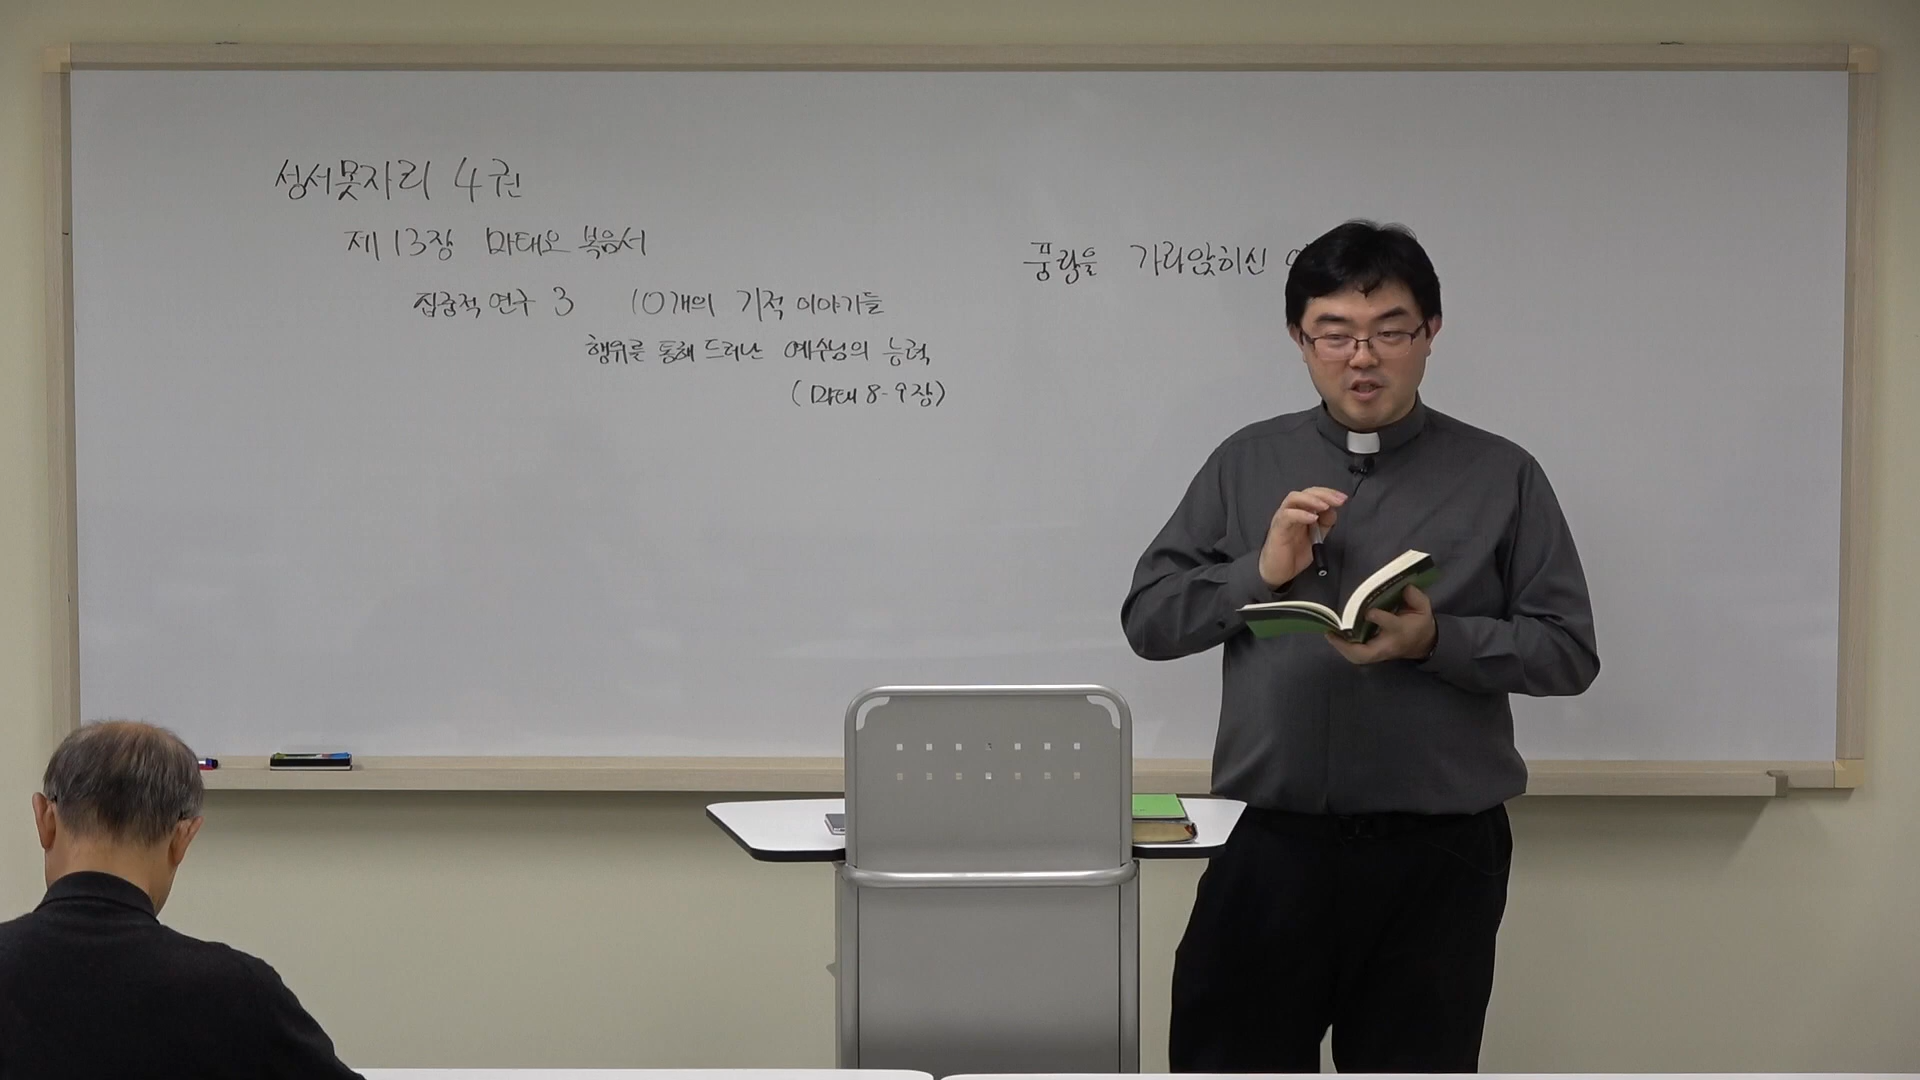 성서못자리 4권
제13장 마태오 복음서
집중적 연구 3 10개의 기적 이야기들
행위를 통해 드러난 예수님의 능력
(마태 8-9장)
풍랑을 가라앉히신